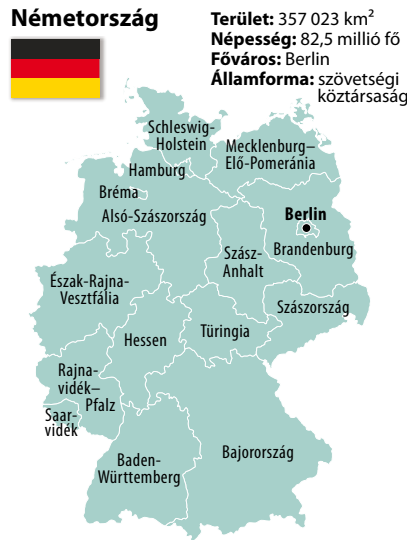 Németország
Terület: 357 023 km²
Népesség: 82,5 millió fő
Főváros: Berlin
Államforma: szövetségi
köztársaság
Schleswig-
Holstein
Mecklenburg–
Elő-Pomeránia
Hamburg
Bréma
Alsó-Szászország
Berlin
Brandenburg
Szász-
Anhalt
Észak-Rajna-
Vesztfália
Szászország
Hessen
Türingia
Rajna-
vidék–
Pfalz
Saar-
vidék
Baden-
Württemberg
Bajorország